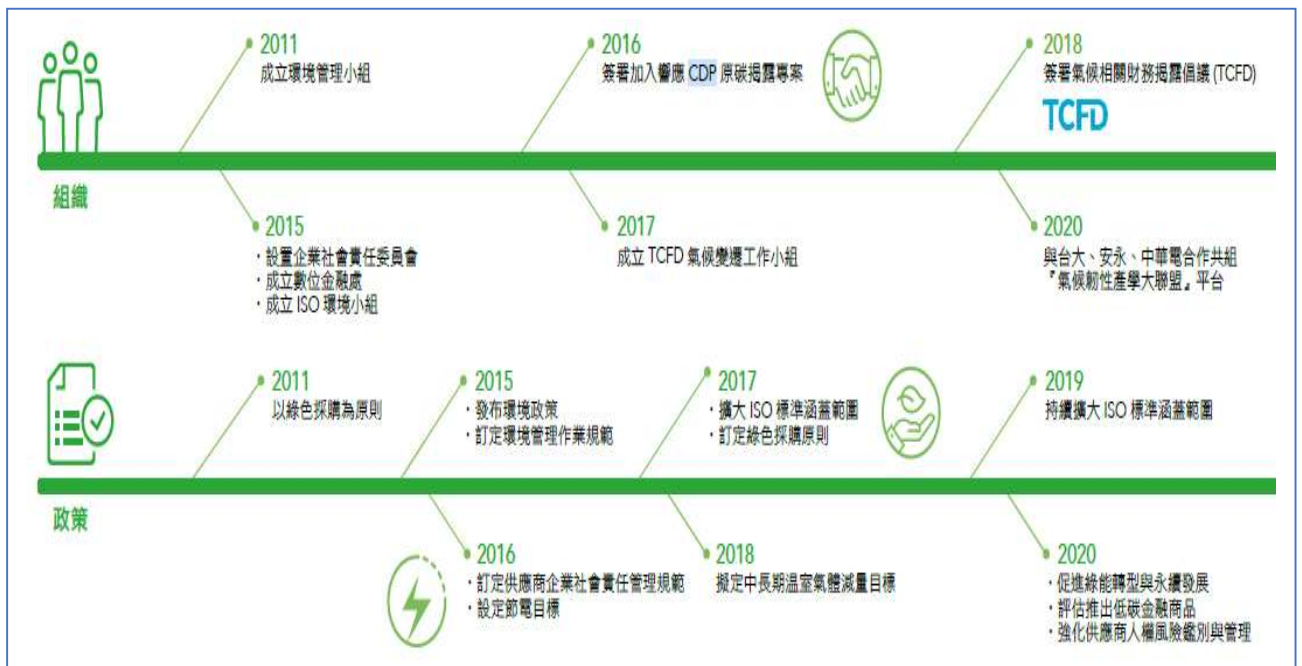 2011
成立環境管理小組
2016
簽署加入響應 CDP 原碳揭露專案
2018
簽署氣候相關財務揭露倡議 (TCFD)
TCFD
組織
2015
・設置企業社會責任委員會
・成立數位金融處
・成立 ISO 環境小組
2017
成立 TCFD 氣候變遷工作小組
2020
與台大、安永、中華電合作共組
『氣候韌性產學大聯盟』平台
2011
以綠色採購為原則
2015
・發布環境政策
・訂定環境管理作業規範
2017
・擴大 ISO 標準涵蓋範圍
・訂定綠色採購原則
2019
持續擴大 ISO 標準涵蓋範圍
政策
2016
・訂定供應商企業社會責任管理規範
・設定節電目標
2018
擬定中長期溫室氣體減量目標
2020
・促進綠能轉型與永續發展
・評估推出低碳金融商品
・強化供應商人權風險鑑別與管理